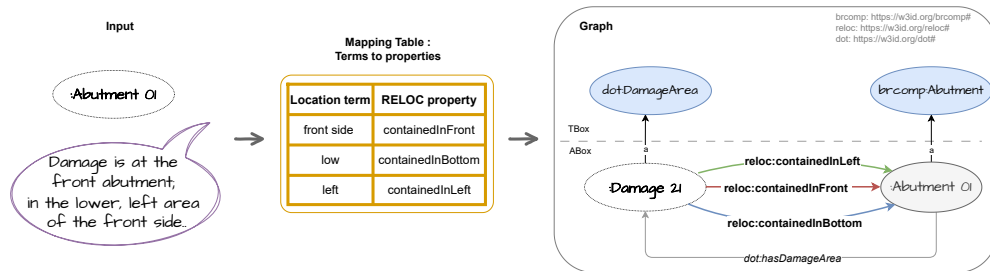 Input
:Abutment 01
Damage is at the
front abutment,
in the lower, left area
of the front side..
Mapping Table :
Terms to properties
Location term RELOC property
front side containedInFront
low containedInBottom
left containedInLeft
Graph
brcomp: https://w3id.org/brcomp#
reloc: https://w3id.org/reloc#
dot: https://w3id.org/dot#
dot:DamageArea
brcomp:Abutment
TBox
ABox
a
a
:Damage 21
reloc:containedInLeft
reloc:containedInFront
reloc:containedInBottom
:Abutment 01
dot:hasDamageArea